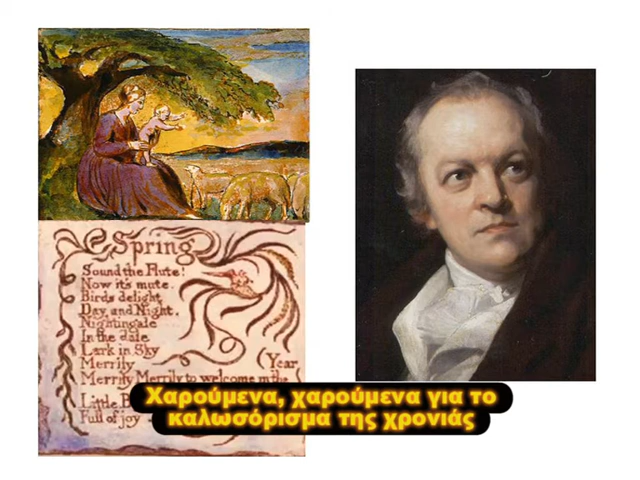 Spring
Sound the Flute!
Now it's mute.
Birds delight
Day and Night.
Nightingale
In the dale
Lark in Sky
Merrily
Merrily Merrily to welcome in the
(Year
Little B
Full of joy
Χαρούμενα, χαρούμενα για το
καλωσόρισμα της χρονιάς